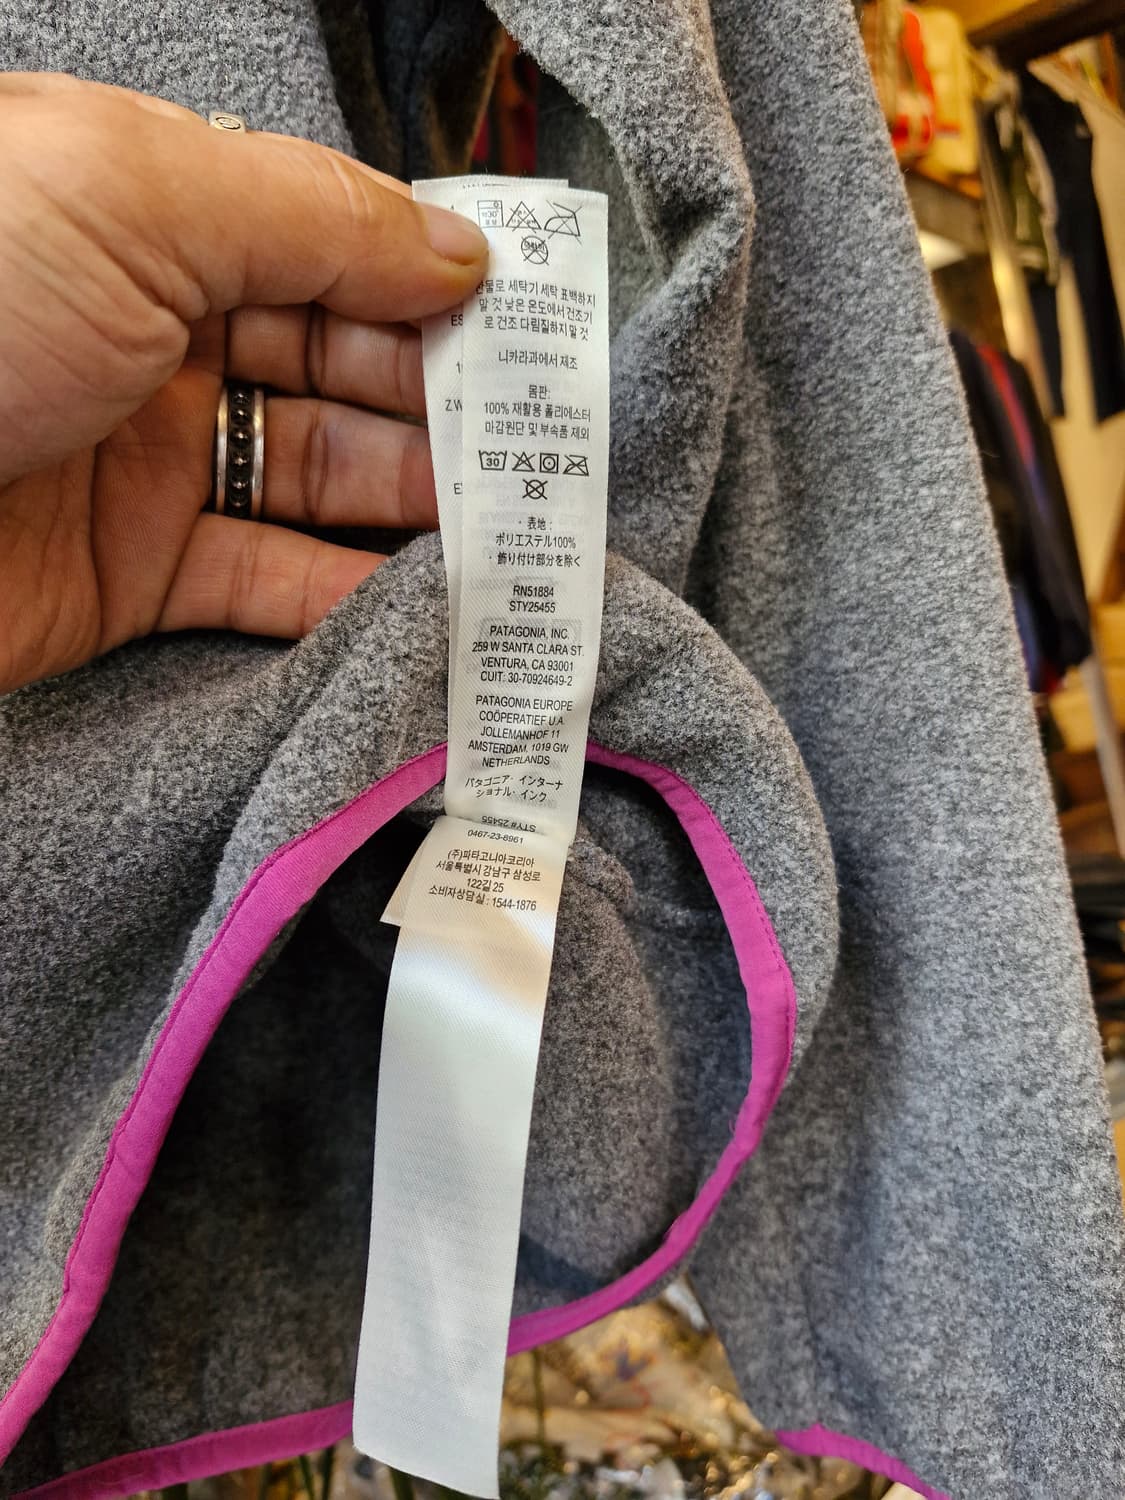 찬물로 세탁기 세탁 표백하지
말 것 낮은 온도에서 건조기
로 건조 다림질하지 말 것
니카라과에서 제조
몸판:
100% 재활용 폴리에스터
마감원단 및 부속품 제외
30
・表地:
ポリエステル100%
・飾り付け部分を除く
RN51884
STY25455
PATAGONIA, INC.
259 W SANTA CLARA ST.
VENTURA, CA 93001
CUIT: 30-70924649-2
PATAGONIA EUROPE
COÖPERATIEF U.A
JOLLEMANHOF 11
AMSTERDAM, 1019 GW
NETHERLANDS
パタゴニア・インターナ
ショナル・インク
STY# 25455
0467-23-8961
(주)파타고니아코리아
서울특별시 강남구 삼성로
122길 25
소비자상담실 : 1544-1876